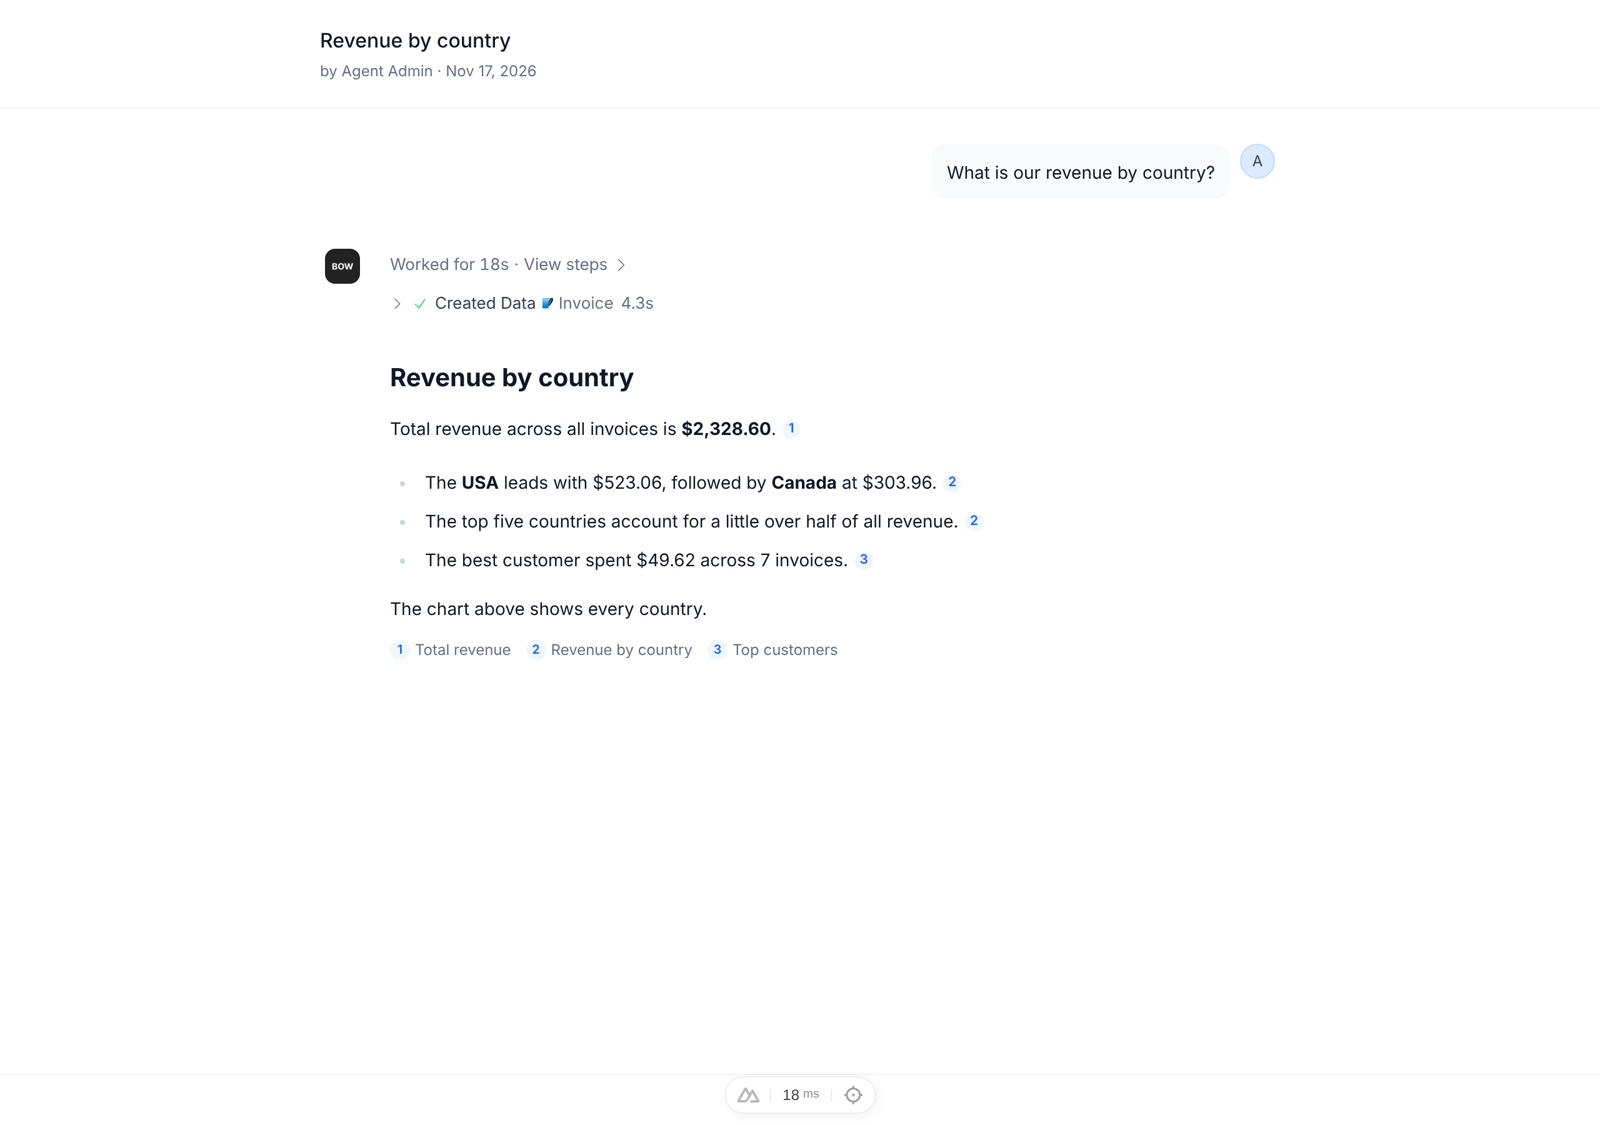 Revenue by country
by Agent Admin · Nov 17, 2026
What is our revenue by country?
A
BOW
Worked for 18s · View steps
Created Data Invoice 4.3s
Revenue by country
Total revenue across all invoices is $2,328.60. 1
The USA leads with $523.06, followed by Canada at $303.96. 2
The top five countries account for a little over half of all revenue. 2
The best customer spent $49.62 across 7 invoices. 3
The chart above shows every country.
1 Total revenue 2 Revenue by country 3 Top customers
18 ms